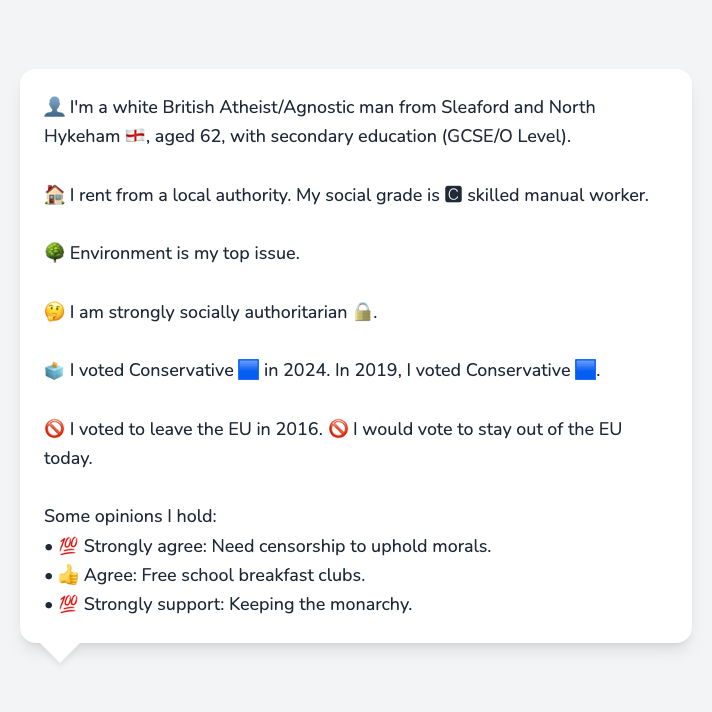 👤 I'm a white British Atheist/Agnostic man from Sleaford and North
Hykeham 🏴󠁧󠁢󠁥󠁮󠁧󠁿, aged 62, with secondary education (GCSE/O Level).
🏠 I rent from a local authority. My social grade is 🅲 skilled manual worker.
🌳 Environment is my top issue.
🤔 I am strongly socially authoritarian 🔒.
🗳️ I voted Conservative 🟦 in 2024. In 2019, I voted Conservative 🟦.
🚫 I voted to leave the EU in 2016. 🚫 I would vote to stay out of the EU
today.
Some opinions I hold:
• 💯 Strongly agree: Need censorship to uphold morals.
• 👍 Agree: Free school breakfast clubs.
• 💯 Strongly support: Keeping the monarchy.